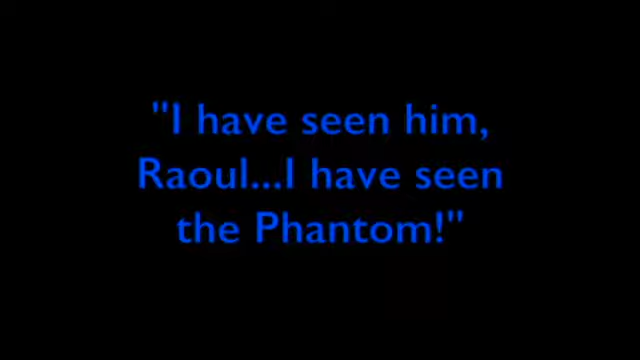 "I have seen him,
Raoul...I have seen
the Phantom!"